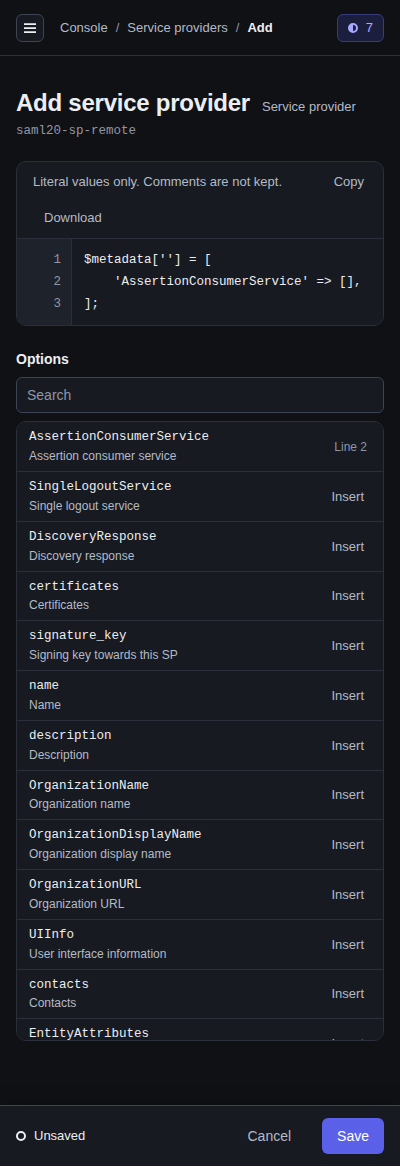 Console / Service providers / Add
7
Add service provider Service provider
saml20-sp-remote
Literal values only. Comments are not kept. Copy
Download
1 $metadata[''] = [
2 'AssertionConsumerService' => [],
3 ];
Options
Search
AssertionConsumerService
Assertion consumer service
Line 2
SingleLogoutService
Single logout service
Insert
DiscoveryResponse
Discovery response
Insert
certificates
Certificates
Insert
signature_key
Signing key towards this SP
Insert
name
Name
Insert
description
Description
Insert
OrganizationName
Organization name
Insert
OrganizationDisplayName
Organization display name
Insert
OrganizationURL
Organization URL
Insert
UIInfo
User interface information
Insert
contacts
Contacts
Insert
EntityAttributes
Unsaved
Cancel
Save